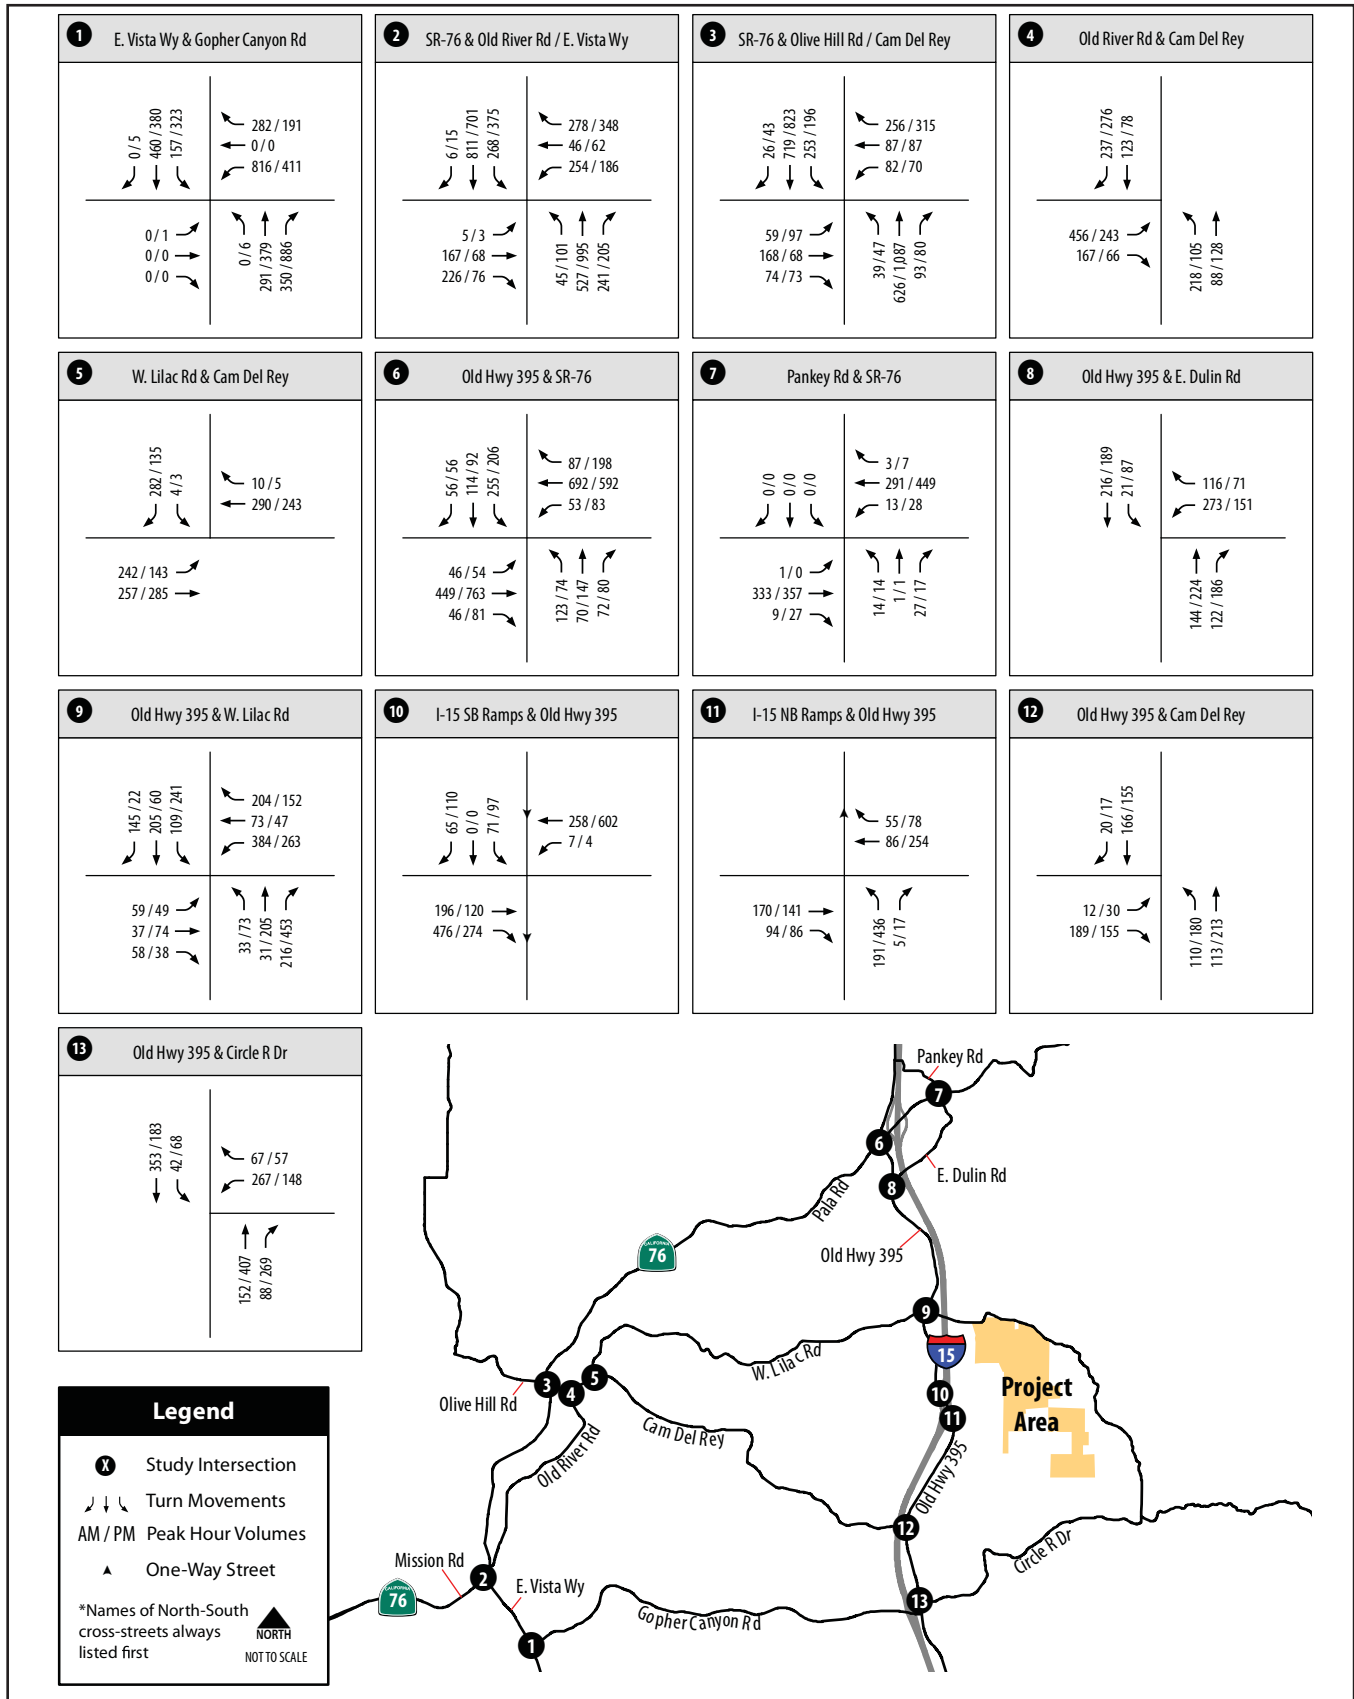 1 E. Vista Wy & Gopher Canyon Rd
0 / 5
460 / 380
157 / 323
282 / 191
0 / 0
816 / 411
0 / 1
0 / 0
0 / 0
0 / 6
291 / 379
350 / 886
2 SR-76 & Old River Rd / E. Vista Wy
6 / 15
811 / 701
268 / 375
278 / 348
46 / 62
254 / 186
5 / 3
167 / 68
226 / 76
45 / 101
527 / 995
241 / 205
3 SR-76 & Olive Hill Rd / Cam Del Rey
26 / 43
719 / 823
253 / 196
256 / 315
87 / 87
82 / 70
59 / 97
168 / 68
74 / 73
39 / 47
626 / 1,087
93 / 80
4 Old River Rd & Cam Del Rey
237 / 276
123 / 78
456 / 243
167 / 66
218 / 105
88 / 128
5 W. Lilac Rd & Cam Del Rey
282 / 135
4 / 3
10 / 5
290 / 243
242 / 143
257 / 285
6 Old Hwy 395 & SR-76
56 / 56
114 / 92
255 / 206
87 / 198
692 / 592
53 / 83
46 / 54
449 / 763
46 / 81
123 / 74
70 / 147
72 / 80
7 Pankey Rd & SR-76
0 / 0
0 / 0
0 / 0
3 / 7
291 / 449
13 / 28
1 / 0
333 / 357
9 / 27
14 / 14
1 / 1
27 / 17
8 Old Hwy 395 & E. Dulin Rd
216 / 189
21 / 87
116 / 71
273 / 151
144 / 224
122 / 186
9 Old Hwy 395 & W. Lilac Rd
145 / 22
205 / 60
109 / 241
204 / 152
73 / 47
384 / 263
59 / 49
37 / 74
58 / 38
33 / 73
31 / 205
216 / 453
10 I-15 SB Ramps & Old Hwy 395
65 / 110
0 / 0
71 / 97
258 / 602
7 / 4
196 / 120
476 / 274
11 I-15 NB Ramps & Old Hwy 395
55 / 78
86 / 254
170 / 141
94 / 86
191 / 436
5 / 17
12 Old Hwy 395 & Cam Del Rey
20 / 17
166 / 155
12 / 30
189 / 155
110 / 180
113 / 213
13 Old Hwy 395 & Circle R Dr
353 / 183
42 / 68
67 / 57
267 / 148
152 / 407
88 / 269
Pankey Rd
7
6
E. Dulin Rd
8
Pala Rd
Old Hwy 395
CALIFORNIA
76
9
15
W. Lilac Rd
Project
Area
5
3
4
10
Olive Hill Rd
11
Cam Del Rey
Old River Rd
Old Hwy 395
12
Circle R Dr
Mission Rd
2
E. Vista Wy
CALIFORNIA
76
13
Gopher Canyon Rd
1
Legend
X Study Intersection
Turn Movements
AM / PM Peak Hour Volumes
One-Way Street
*Names of North-South
cross-streets always
listed first
NORTH
NOT TO SCALE